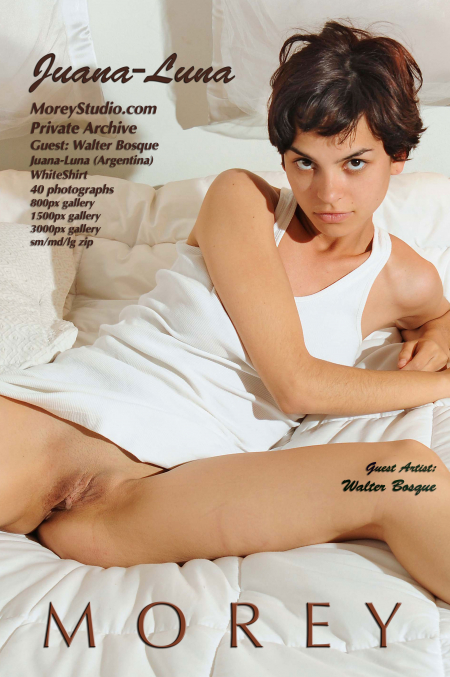 Juana-Luna
MoreyStudio.com
Private Archive
Guest: Walter Bosque
Juana-Luna (Argentina)
WhiteShirt
40 photographs
800px gallery
1500px gallery
3000px gallery
sm/md/lg zip
Guest Artist:
Walter Bosque
MOREY